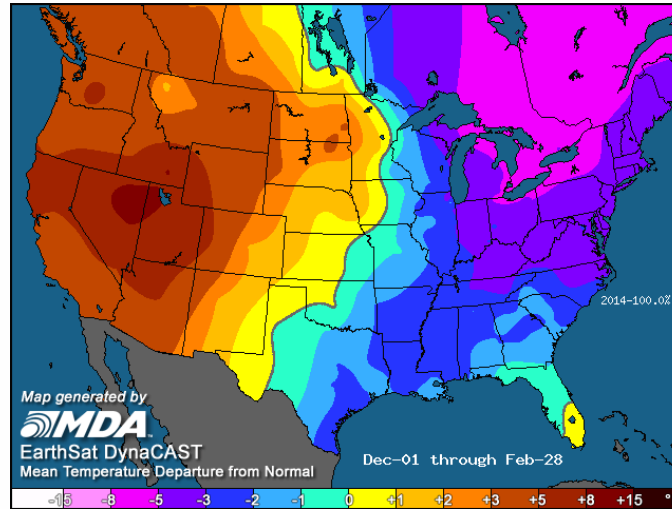 2014-100.0%
Map generated by
MDA
EarthSat DynaCAST
Mean Temperature Departure from Normal
Dec-01 through Feb-28
-15 -8 -5 -3 -2 -1 0 +1 +2 +3 +5 +8 +15 °